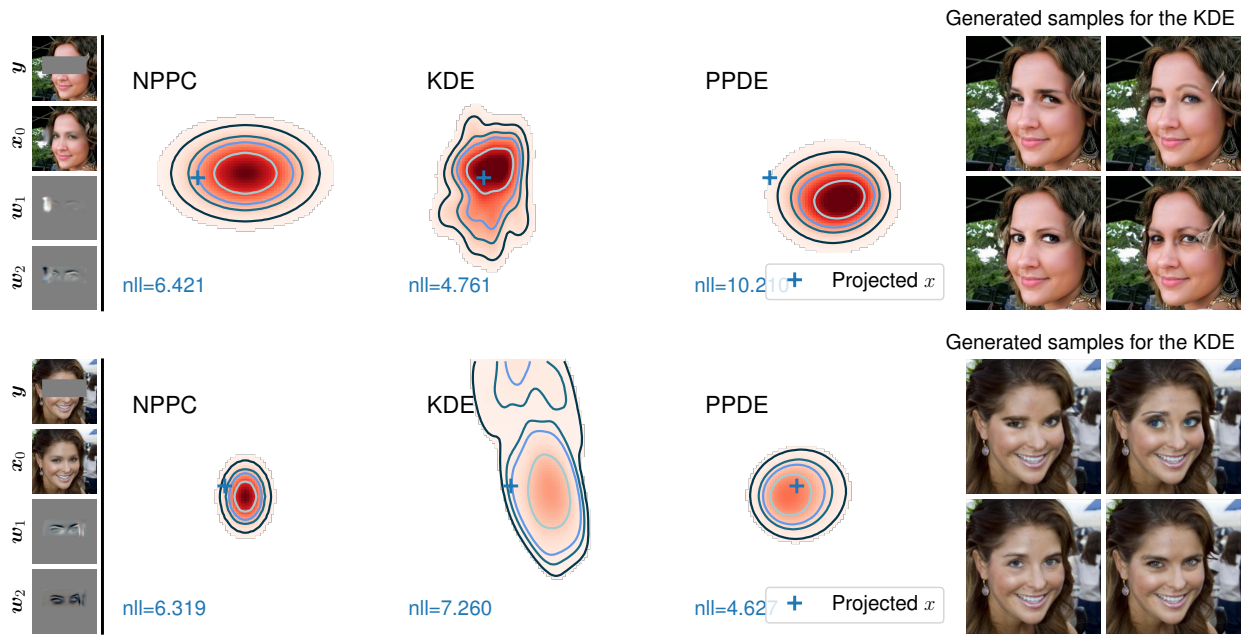 Generated samples for the KDE
y
x₀
w₁
w₂
NPPC
KDE
PPDE
nll=6.421
nll=4.761
nll=10.210
Projected x
Generated samples for the KDE
y
x₀
w₁
w₂
NPPC
KDE
PPDE
nll=6.319
nll=7.260
nll=4.627
Projected x